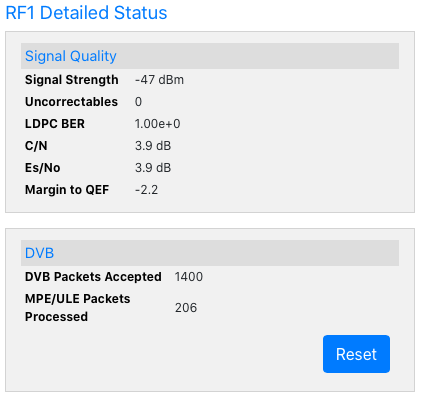 RF1 Detailed Status
Signal Quality
Signal Strength -47 dBm
Uncorrectables 0
LDPC BER 1.00e+0
C/N 3.9 dB
Es/No 3.9 dB
Margin to QEF -2.2
DVB
DVB Packets Accepted 1400
MPE/ULE Packets
Processed 206
Reset